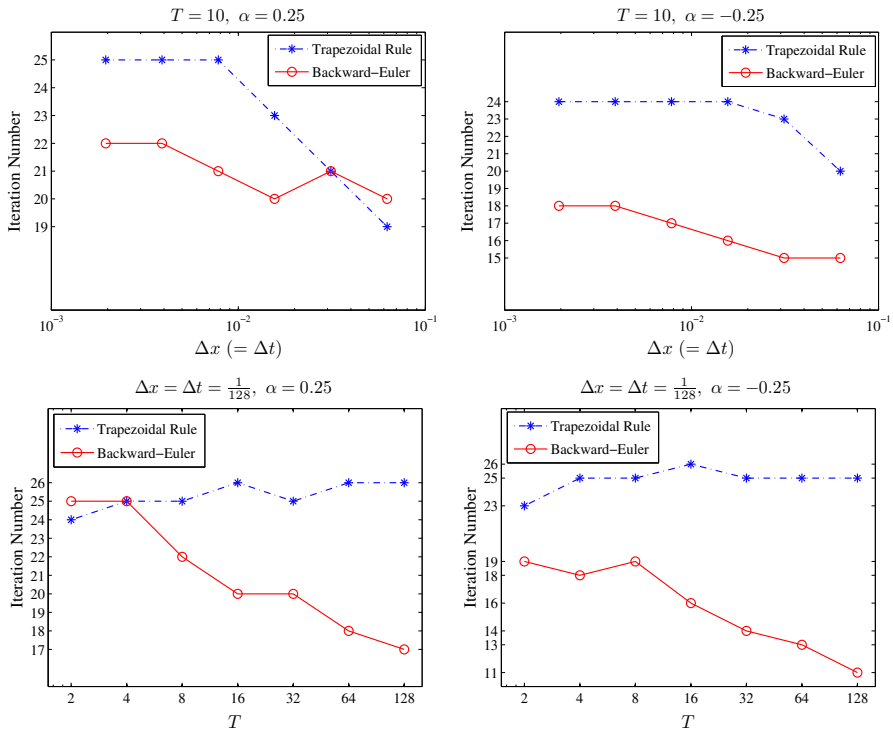 T = 10, α = 0.25
Trapezoidal Rule
Backward−Euler
Iteration Number
25
24
23
22
21
20
19
10⁻³
10⁻²
10⁻¹
Δx (= Δt)
T = 10, α = −0.25
Trapezoidal Rule
Backward−Euler
Iteration Number
24
23
21
20
19
18
17
16
15
10⁻³
10⁻²
10⁻¹
Δx (= Δt)
Δx = Δt = 1/128, α = 0.25
Trapezoidal Rule
Backward−Euler
Iteration Number
26
25
24
23
22
21
20
19
18
17
2 4 8 16 32 64 128
T
Δx = Δt = 1/128, α = −0.25
Trapezoidal Rule
Backward−Euler
Iteration Number
26
25
23
19
18
16
14
13
11
2 4 8 16 32 64 128
T